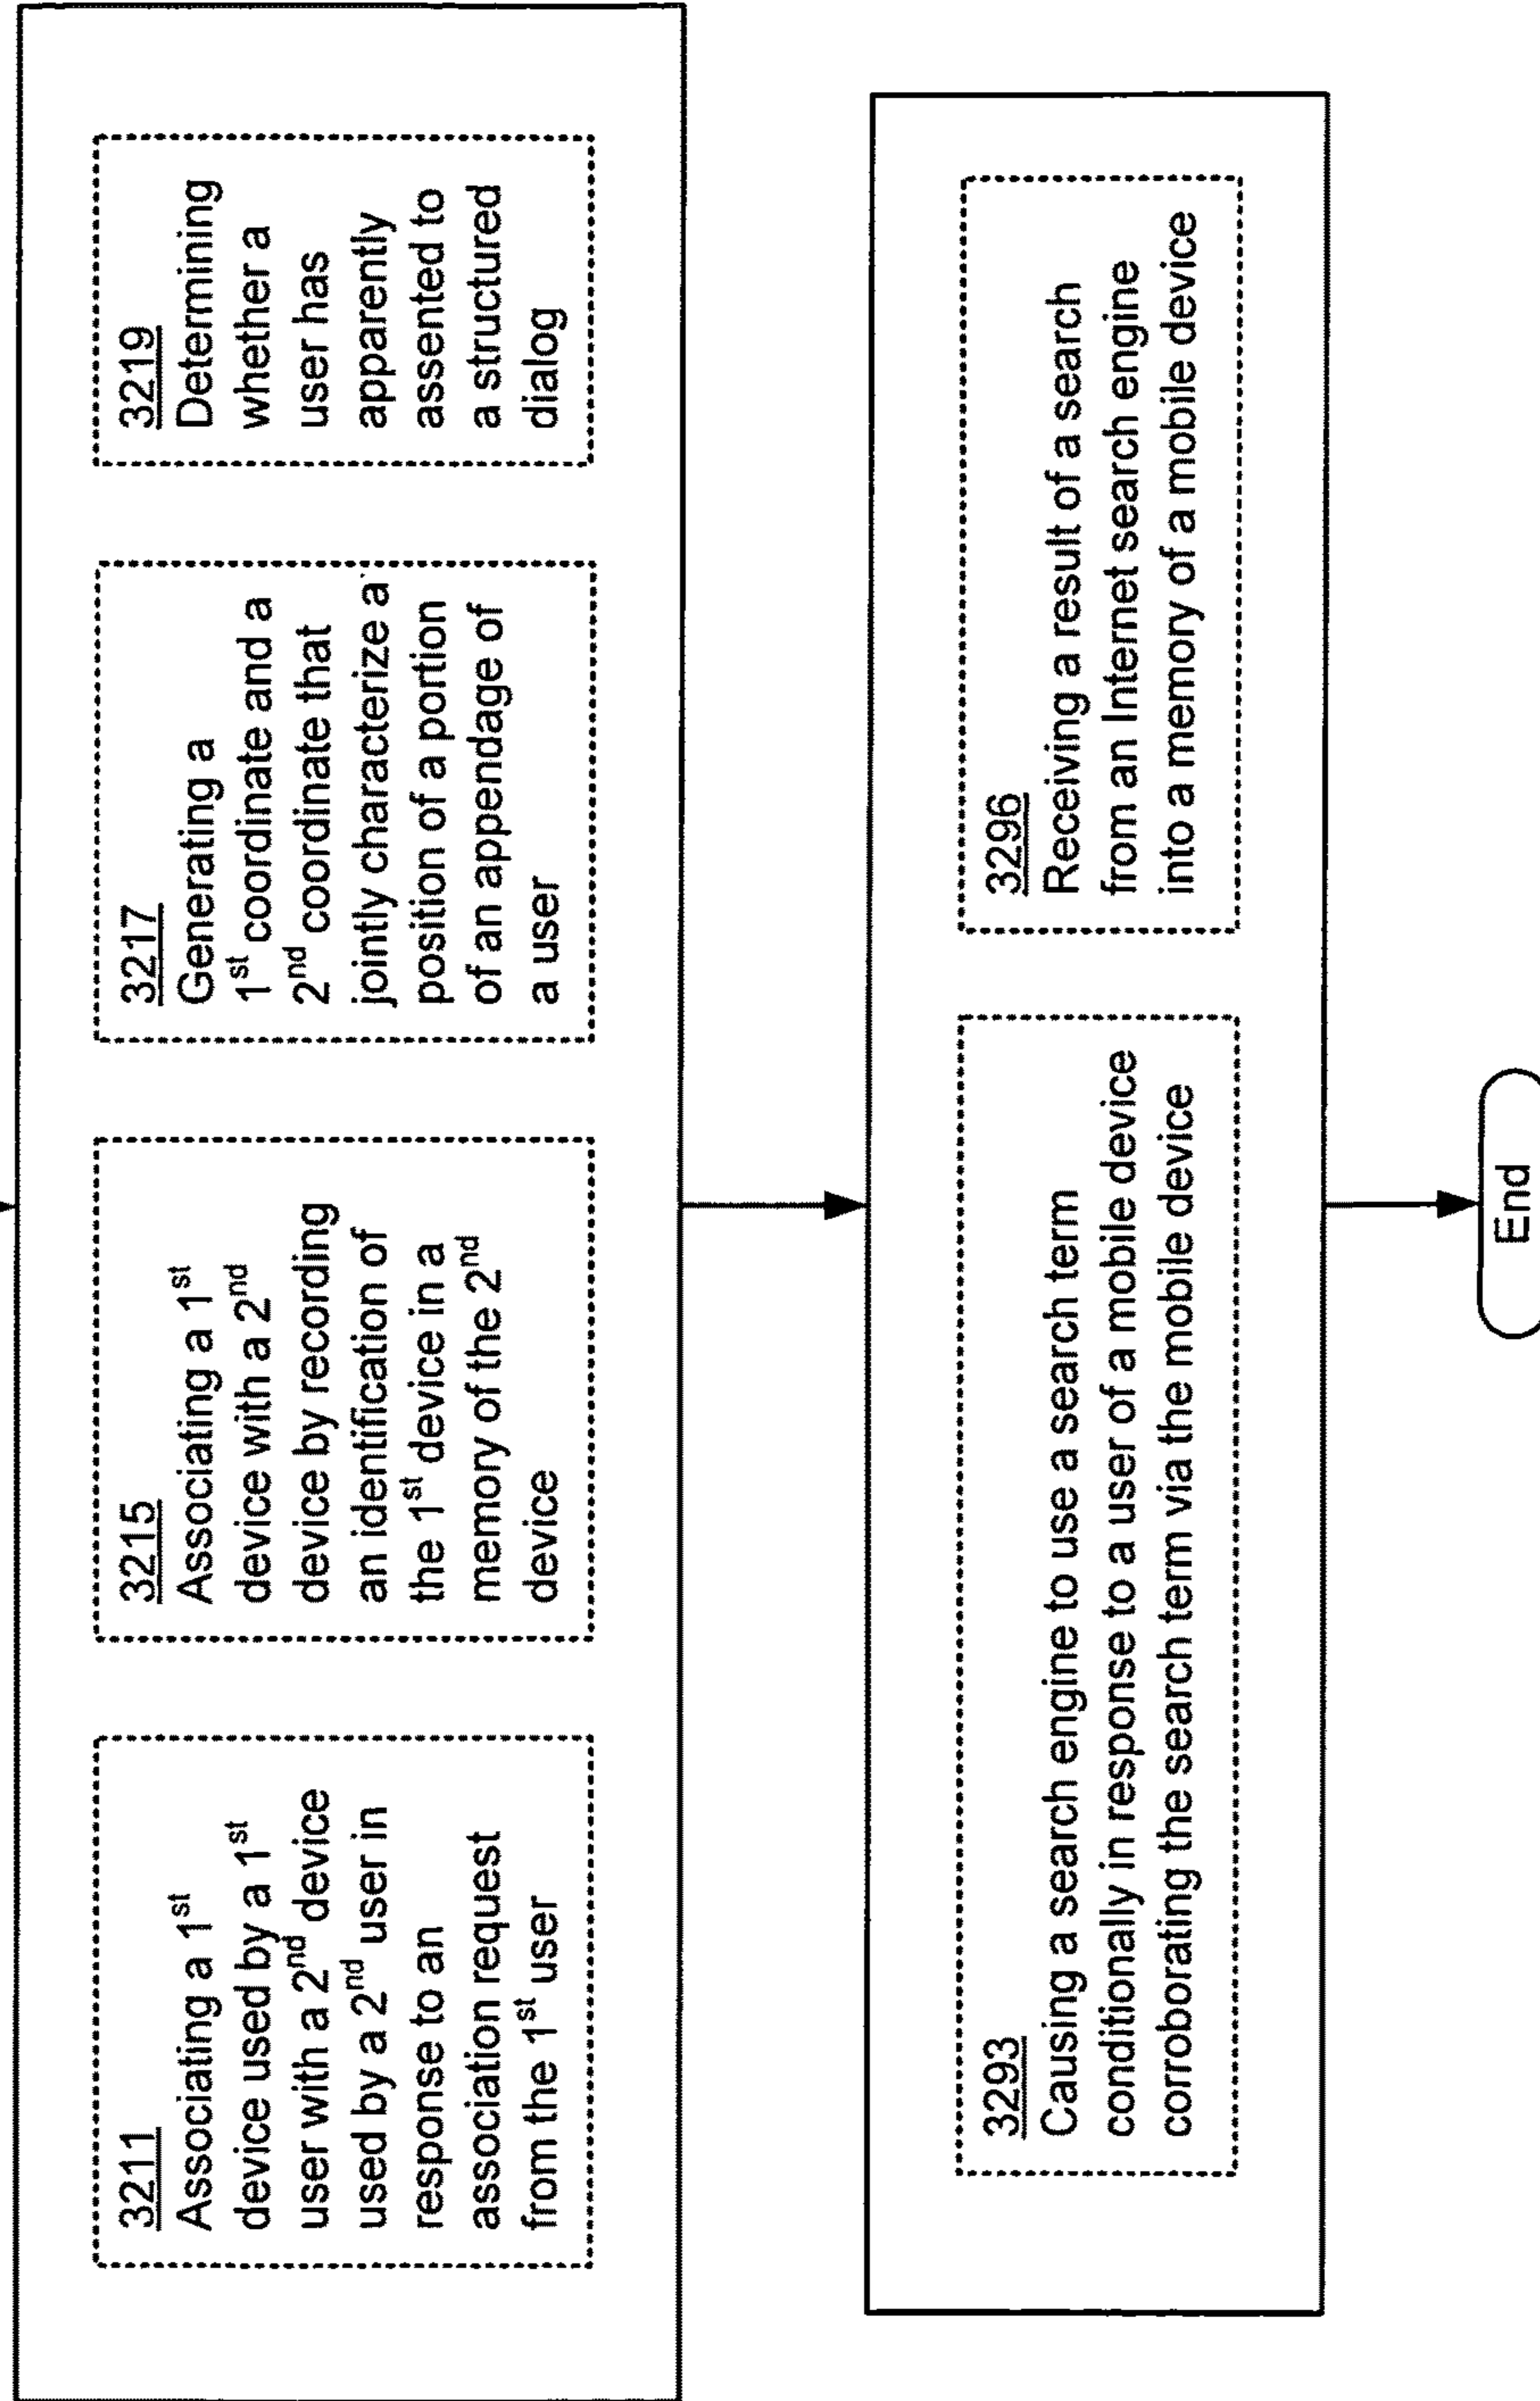 3211
Associating a 1st
device used by a 1st
user with a 2nd device
used by a 2nd user in
response to an
association request
from the 1st user
3215
Associating a 1st
device with a 2nd
device by recording
an identification of
the 1st device in a
memory of the 2nd
device
3217
Generating a
1st coordinate and a
2nd coordinate that
jointly characterize a
position of a portion
of an appendage of
a user
3219
Determining
whether a
user has
apparently
assented to
a structured
dialog
3293
Causing a search engine to use a search term
conditionally in response to a user of a mobile device
corroborating the search term via the mobile device
3296
Receiving a result of a search
from an Internet search engine
into a memory of a mobile device
End